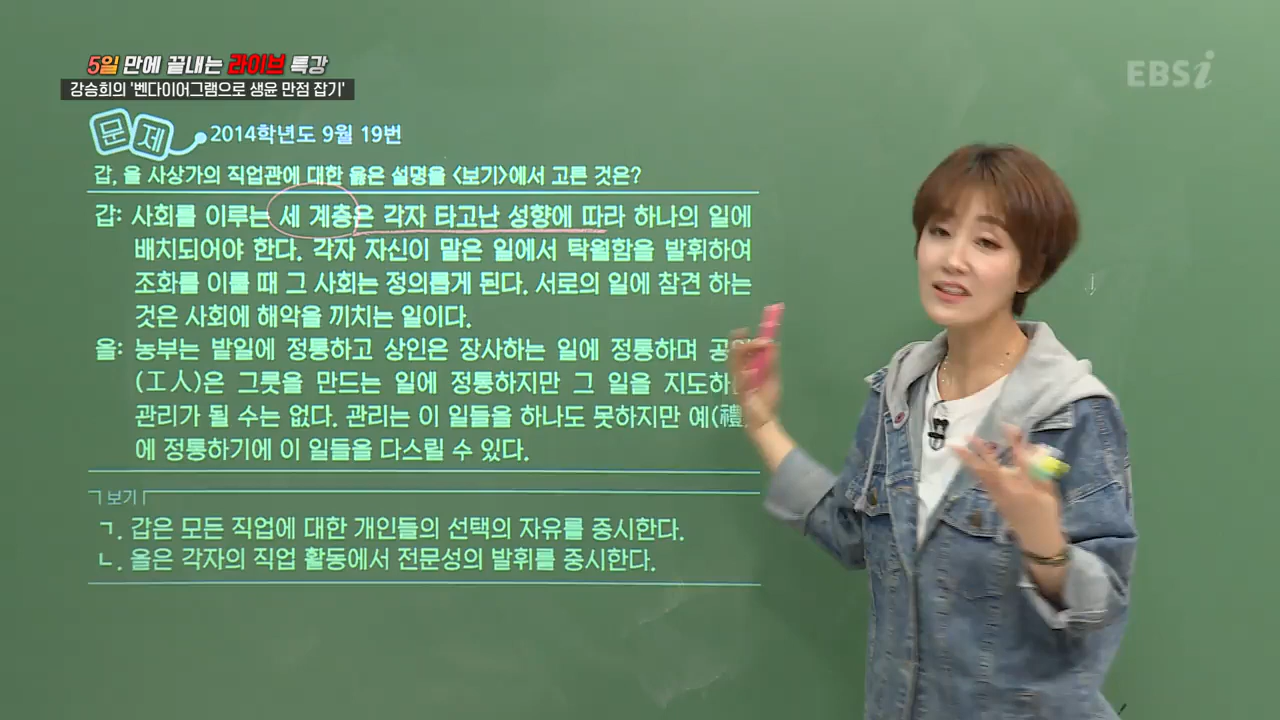 5일 만에 끝내는 라이브 특강
강승희의 '벤다이어그램으로 생윤 만점 잡기'
EBSi
문제 2014학년도 9월 19번
갑, 을 사상가의 직업관에 대한 옳은 설명을 <보기>에서 고른 것은?
갑: 사회를 이루는 세 계층은 각자 타고난 성향에 따라 하나의 일에
배치되어야 한다. 각자 자신이 맡은 일에서 탁월함을 발휘하여
조화를 이룰 때 그 사회는 정의롭게 된다. 서로의 일에 참견 하는
것은 사회에 해악을 끼치는 일이다.
을: 농부는 밭일에 정통하고 상인은 장사하는 일에 정통하며
(工人)은 그릇을 만드는 일에 정통하지만 그 일을
관리가 될 수는 없다. 관리는 이 일들을 하나도 못하지만 예(禮)
에 정통하기에 이 일들을 다스릴 수 있다.
보기
ㄱ. 갑은 모든 직업에 대한 개인들의 선택의 자유를 중시한다.
ㄴ. 을은 각자의 직업 활동에서 전문성의 발휘를 중시한다.